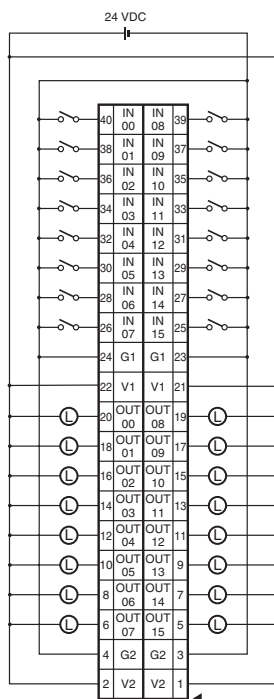 24 VDC
40 IN 00 IN 08 39
38 IN 01 IN 09 37
36 IN 02 IN 10 35
34 IN 03 IN 11 33
32 IN 04 IN 12 31
30 IN 05 IN 13 29
28 IN 06 IN 14 27
26 IN 07 IN 15 25
24 G1 G1 23
22 V1 V1 21
L 20 OUT 00 OUT 08 19 L
L 18 OUT 01 OUT 09 17 L
L 16 OUT 02 OUT 10 15 L
L 14 OUT 03 OUT 11 13 L
L 12 OUT 04 OUT 12 11 L
L 10 OUT 05 OUT 13 9 L
L 8 OUT 06 OUT 14 7 L
L 6 OUT 07 OUT 15 5 L
4 G2 G2 3
2 V2 V2 1